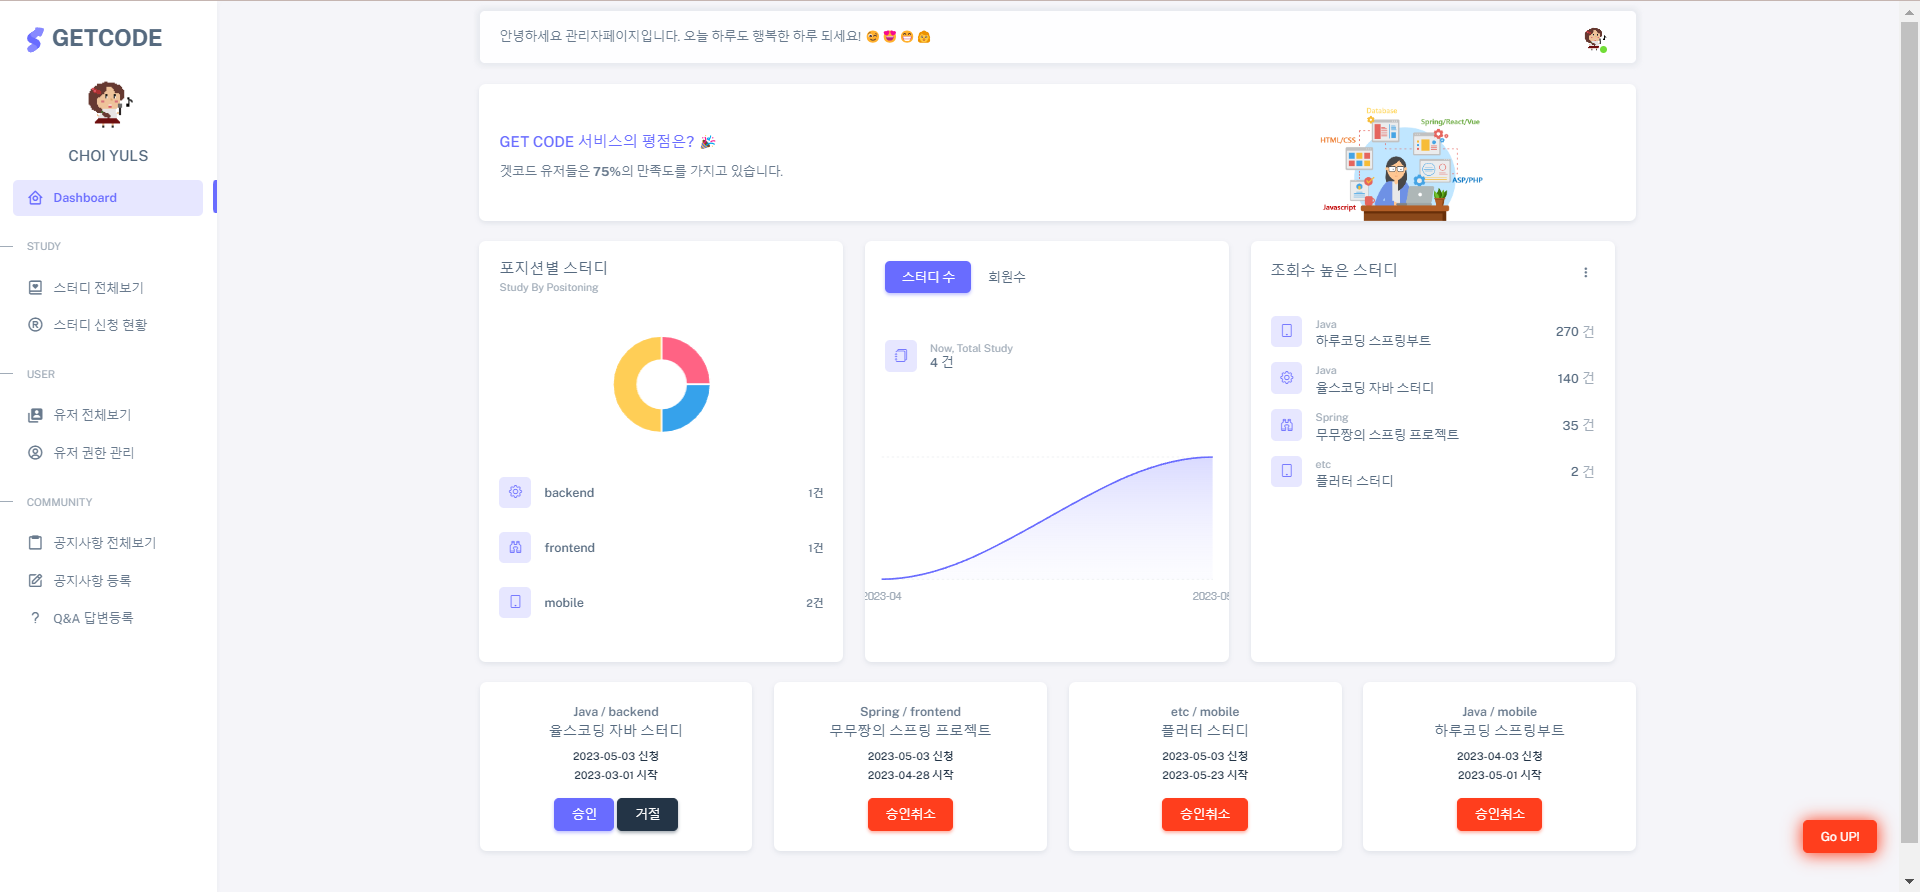 GETCODE
CHOI YULS
Dashboard
STUDY
스터디 전체보기
스터디 신청 현황
USER
유저 전체보기
유저 권한 관리
COMMUNITY
공지사항 전체보기
공지사항 등록
Q&A 답변등록
안녕하세요 관리자페이지입니다. 오늘 하루도 행복한 하루 되세요! 😉😍😁🙆
GET CODE 서비스의 평점은? 🎉
겟코드 유저들은 75%의 만족도를 가지고 있습니다.
Database
Spring/React/Vue
HTML/CSS
ASP/PHP
Javascript
포지션별 스터디
Study By Positoning
backend 1건
frontend 1건
mobile 2건
스터디 수 회원수
Now, Total Study
4 건
2023-04 2023-05
조회수 높은 스터디
Java
하루코딩 스프링부트 270 건
Java
율스코딩 자바 스터디 140 건
Spring
무무짱의 스프링 프로젝트 35 건
etc
플러터 스터디 2 건
Java / backend
율스코딩 자바 스터디
2023-05-03 신청
2023-03-01 시작
승인 거절
Spring / frontend
무무짱의 스프링 프로젝트
2023-05-03 신청
2023-04-28 시작
승인취소
etc / mobile
플러터 스터디
2023-05-03 신청
2023-05-23 시작
승인취소
Java / mobile
하루코딩 스프링부트
2023-04-03 신청
2023-05-01 시작
승인취소
Go UP!